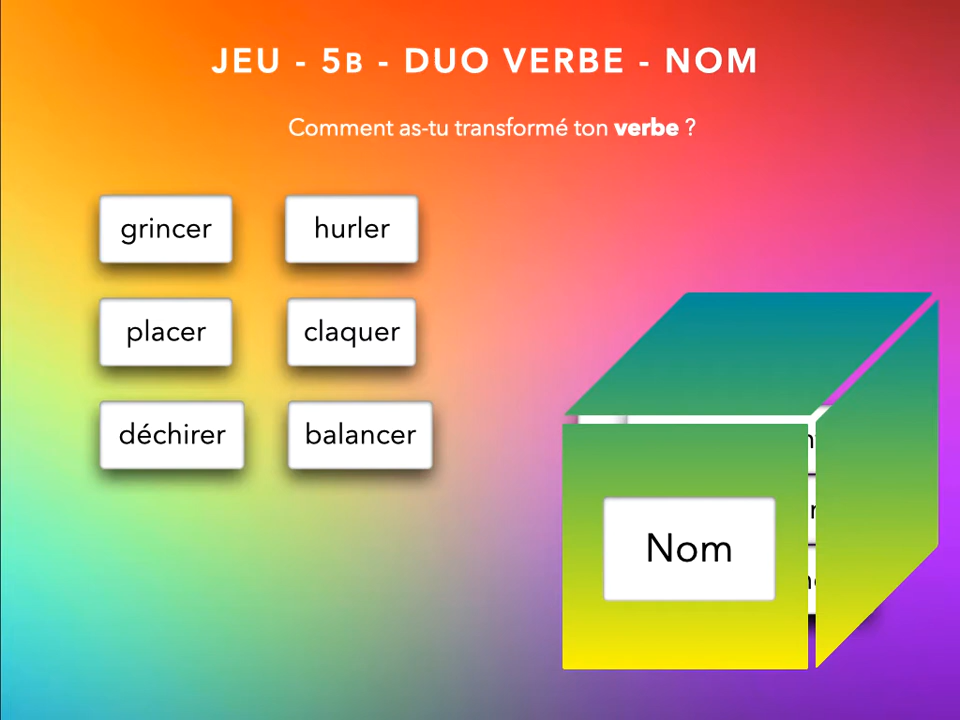 JEU - 5B - DUO VERBE - NOM
Comment as-tu transformé ton verbe ?
grincer hurler
placer claquer
déchirer balancer
Nom